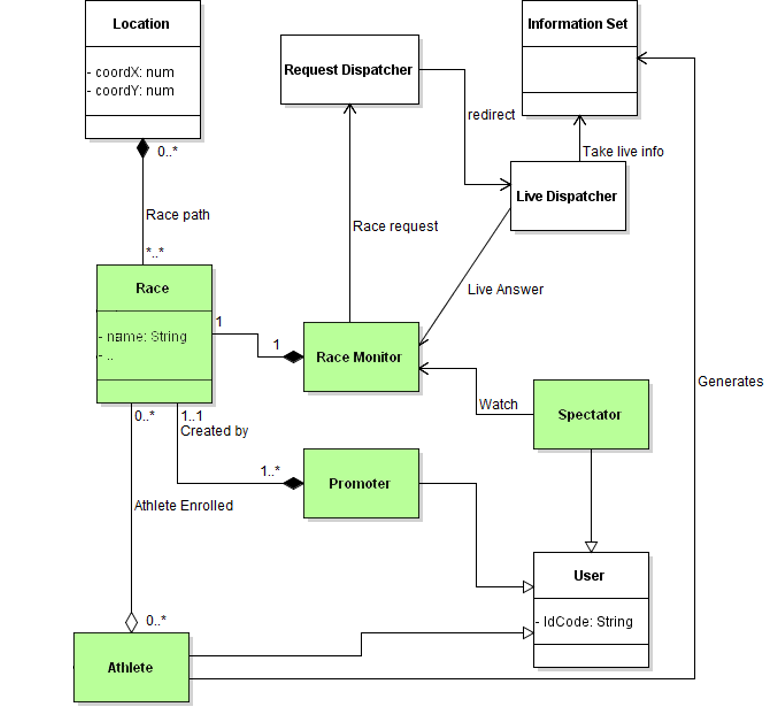 Location
- coordX: num
- coordY: num
Request Dispatcher
Information Set
redirect
0..*
Take live info
Live Dispatcher
Race path
Race request
*..*
Race
Live Answer
1
- name: String
- ..
1
Race Monitor
Generates
Watch
Spectator
0..*
1..1
Created by
1..*
Promoter
Athlete Enrolled
User
0..*
- IdCode: String
Athlete